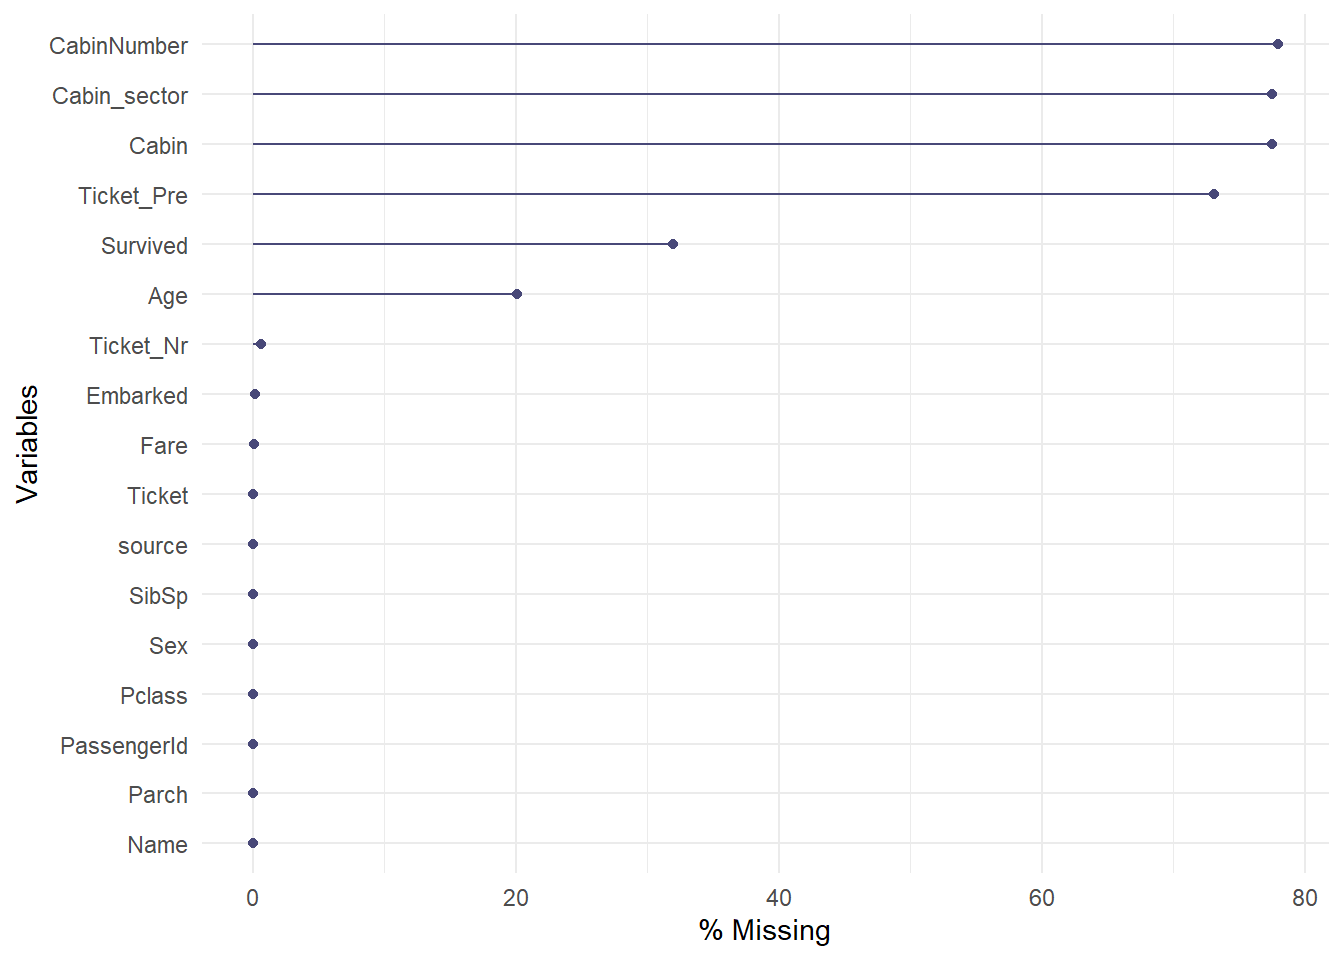 CabinNumber
Cabin_sector
Cabin
Ticket_Pre
Survived
Age
Ticket_Nr
Embarked
Fare
Ticket
source
SibSp
Sex
Pclass
PassengerId
Parch
Name
Variables
0 20 40 60 80
% Missing